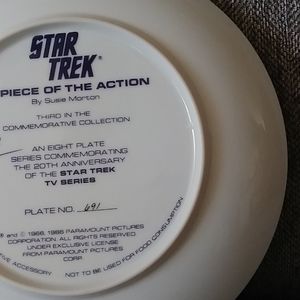 STAR
TREK®
PIECE OF THE ACTION
By Susie Morton
THIRD IN THE
COMMEMORATIVE COLLECTION
AN EIGHT PLATE
SERIES COMMEMORATING
THE 20TH ANNIVERSARY
OF THE STAR TREK
TV SERIES
PLATE NO. 691
® and © 1966, 1986 PARAMOUNT PICTURES
CORPORATION. ALL RIGHTS RESERVED
UNDER EXCLUSIVE LICENSE
FROM PARAMOUNT PICTURES
CORP.
ACCESSORY NOT TO BE USED FOR FOOD CONSUMPTION